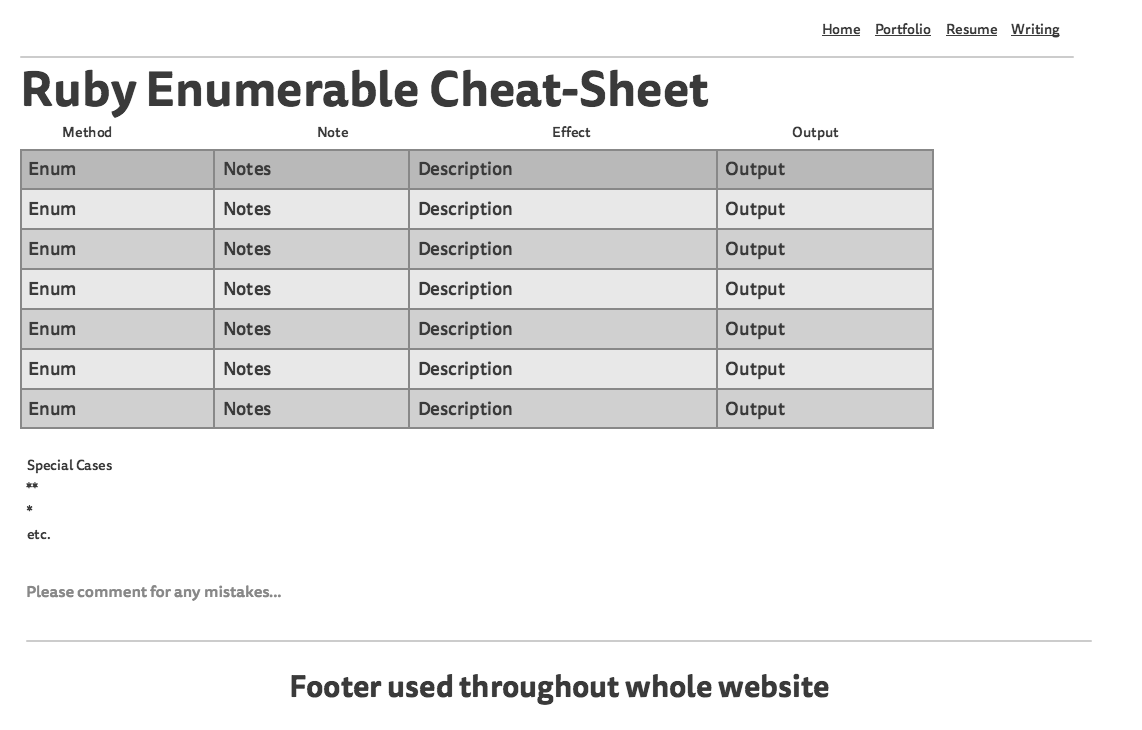 Home Portfolio Resume Writing
Ruby Enumerable Cheat-Sheet
Method Note Effect Output
Enum Notes Description Output
Enum Notes Description Output
Enum Notes Description Output
Enum Notes Description Output
Enum Notes Description Output
Enum Notes Description Output
Enum Notes Description Output
Special Cases
**
*
etc.
Please comment for any mistakes...
Footer used throughout whole website